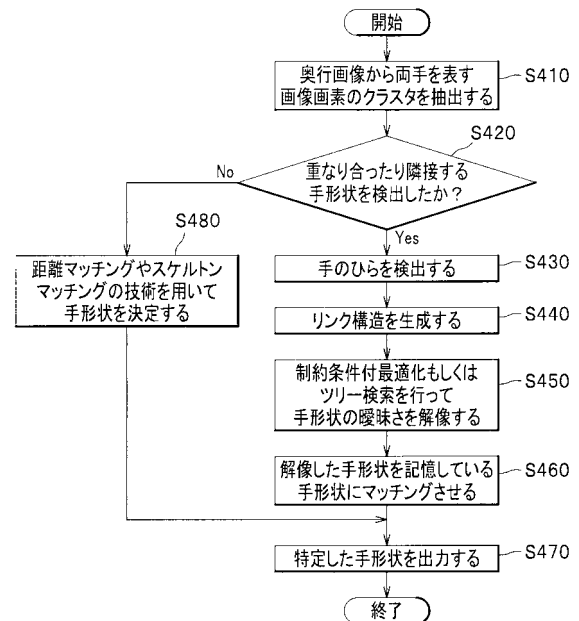 開始
奥行画像から両手を表す
画像画素のクラスタを抽出する
S410
S420
重なり合ったり隣接する
手形状を検出したか?
No
Yes
S480
距離マッチングやスケルトン
マッチングの技術を用いて
手形状を決定する
手のひらを検出する
S430
リンク構造を生成する
S440
制約条件付最適化もしくは
ツリー検索を行って
手形状の曖昧さを解像する
S450
解像した手形状を記憶している
手形状にマッチングさせる
S460
特定した手形状を出力する
S470
終了